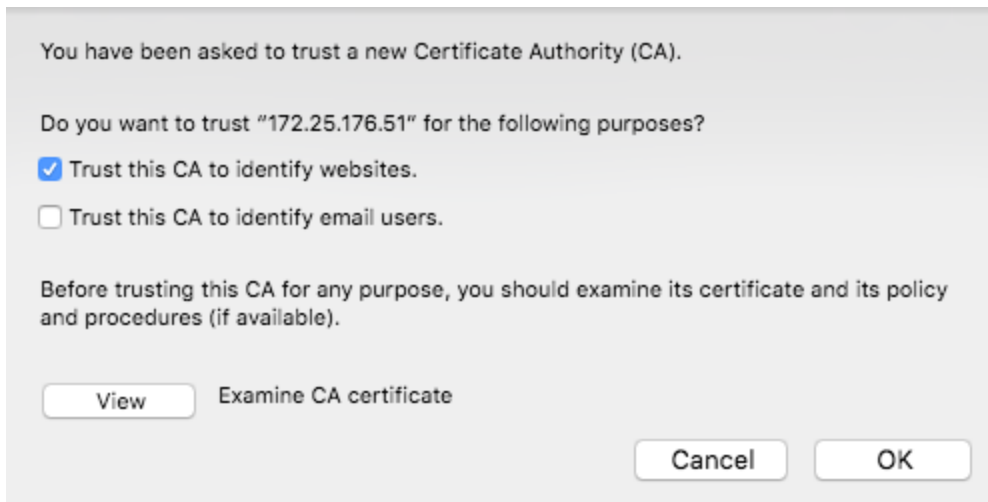 You have been asked to trust a new Certificate Authority (CA).
Do you want to trust “172.25.176.51” for the following purposes?
Trust this CA to identify websites.
Trust this CA to identify email users.
Before trusting this CA for any purpose, you should examine its certificate and its policy
and procedures (if available).
View Examine CA certificate
Cancel OK